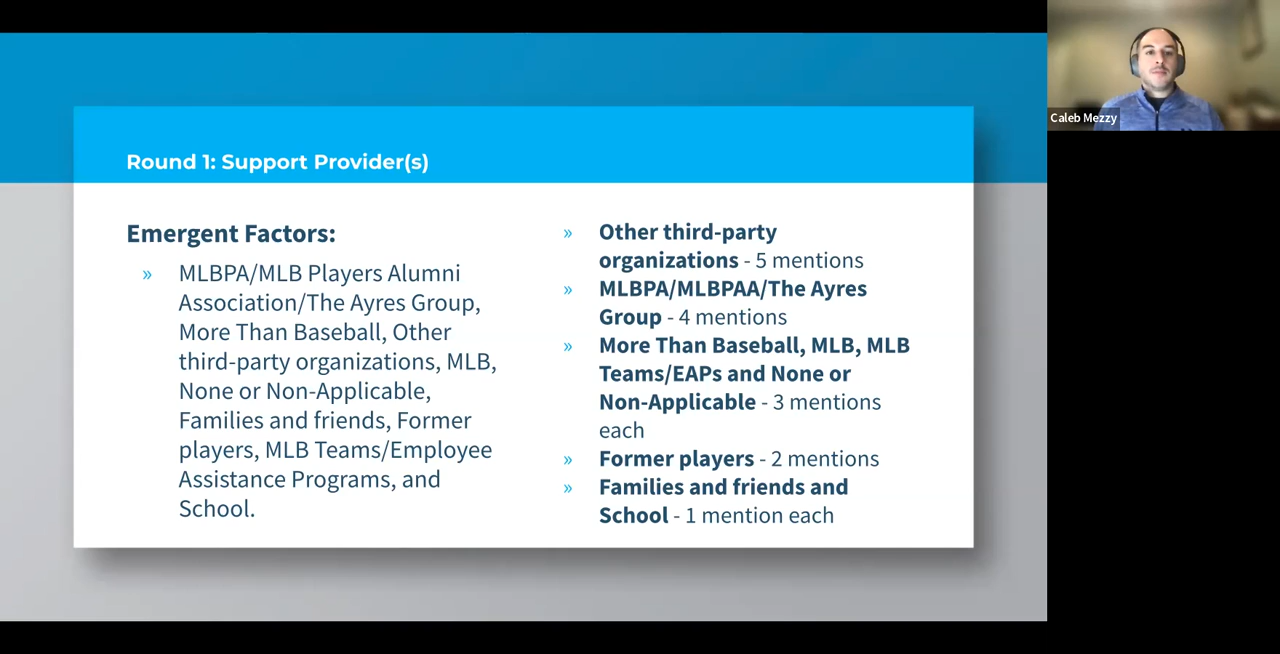 Caleb Mezzy
Round 1: Support Provider(s)
Emergent Factors:
» MLBPA/MLB Players Alumni
Association/The Ayres Group,
More Than Baseball, Other
third-party organizations, MLB,
None or Non-Applicable,
Families and friends, Former
players, MLB Teams/Employee
Assistance Programs, and
School.
» Other third-party
organizations - 5 mentions
» MLBPA/MLBPAA/The Ayres
Group - 4 mentions
» More Than Baseball, MLB, MLB
Teams/EAPs and None or
Non-Applicable - 3 mentions
each
» Former players - 2 mentions
» Families and friends and
School - 1 mention each